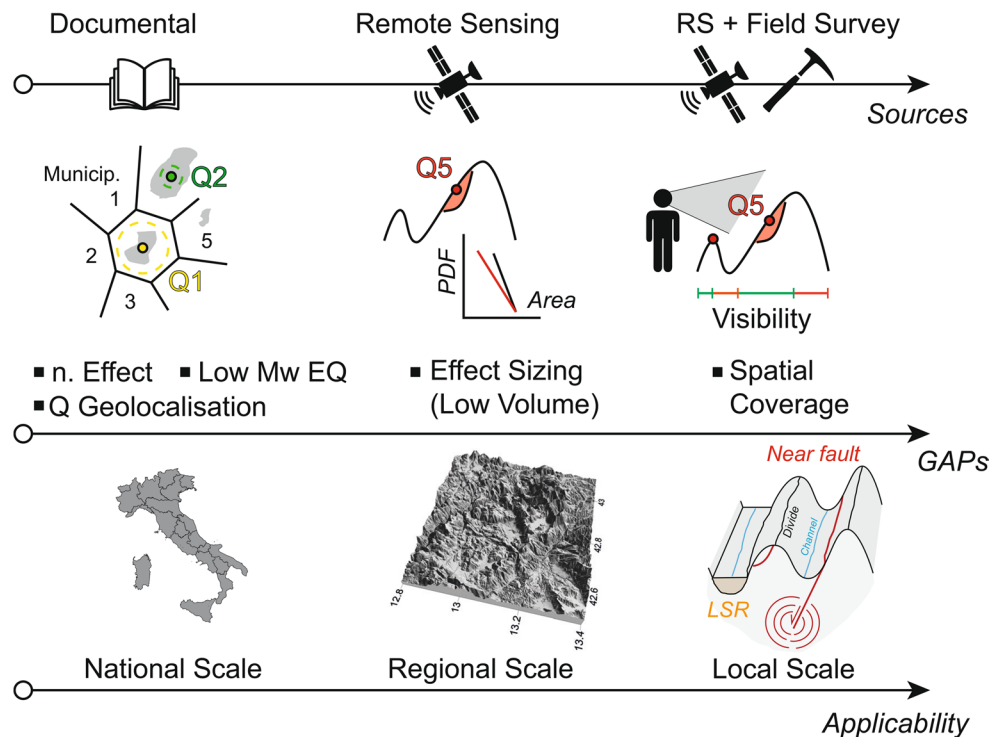 Documental
Remote Sensing
RS + Field Survey
Sources
Municip.
1
2
3
5
Q2
Q1
Q5
PDF
Area
Q5
Visibility
■ n. Effect ■ Low Mw EQ
■ Q Geolocalisation
■ Effect Sizing
(Low Volume)
■ Spatial
Coverage
GAPs
12.8
13
13.2
13.4
42.6
42.8
43
Near fault
Divide
Channel
LSR
National Scale
Regional Scale
Local Scale
Applicability